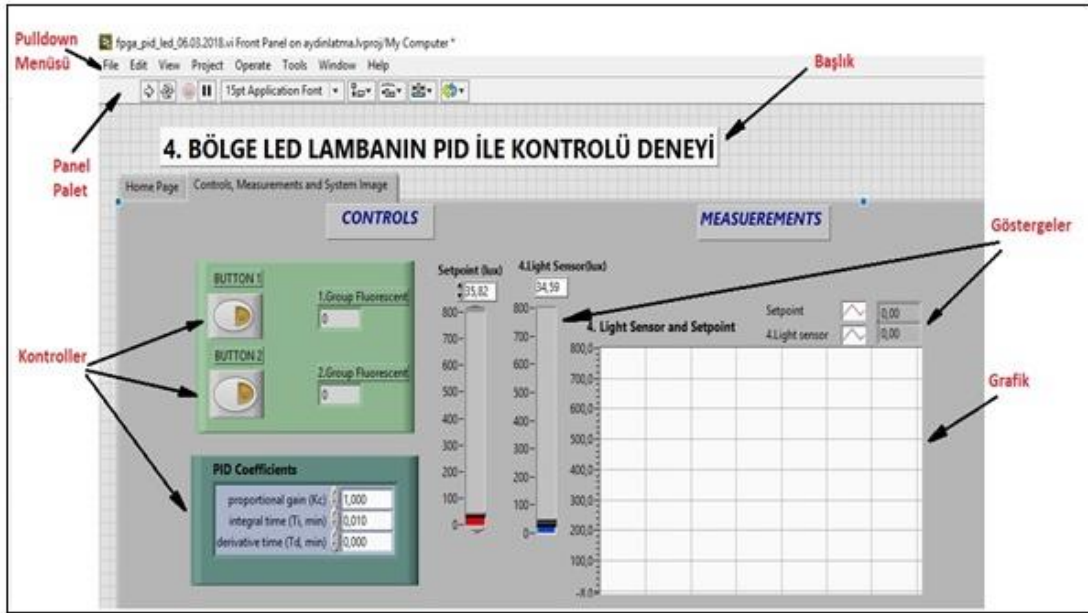 Pulldown
Menüsü
fpga_pid_led_06.03.2018.vi Front Panel on aydinlatma.lvproj/My Computer *
File Edit View Project Operate Tools Window Help
15pt Application Font
Başlık
Panel
Palet
4. BÖLGE LED LAMBANIN PID İLE KONTROLÜ DENEYİ
Home Page
Controls, Measurements and System Image
CONTROLS
MEASUEREMENTS
Göstergeler
Kontroller
BUTTON 1
1.Group Fluorescent
0
BUTTON 2
2.Group Fluorescent
0
PID Coefficients
proportional gain (Kc) 1,000
integral time (Ti, min) 0,010
derivative time (Td, min) 0,000
Setpoint (lux)
35,82
800-
700-
600-
500-
400-
300-
200-
100-
0-
4.Light Sensor(lux)
34,59
800-
700-
600-
500-
400-
300-
200-
100-
0-
4. Light Sensor and Setpoint
Setpoint 0,00
4.Light sensor 0,00
800,0
700,0
600,0
500,0
400,0
300,0
200,0
100,0
Grafik